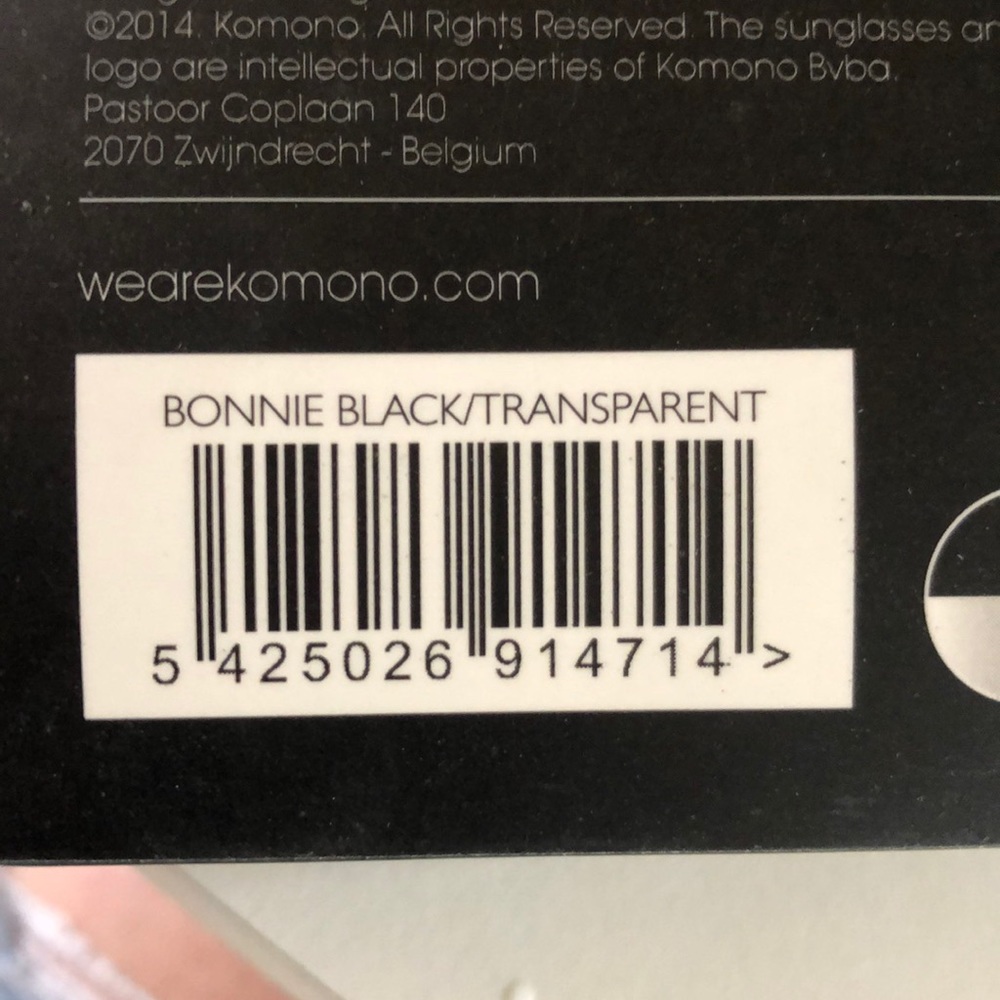 ©2014. Komono. All Rights Reserved. The sunglasses
logo are intellectual properties of Komono Bvba.
Pastoor Coplaan 140
2070 Zwijndrecht - Belgium
wearekomono.com
BONNIE BLACK/TRANSPARENT
5 425026 914714 >